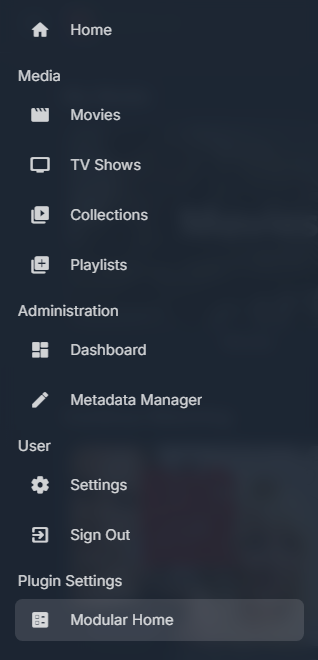 Home
Media
Movies
TV Shows
Collections
Playlists
Administration
Dashboard
Metadata Manager
User
Settings
Sign Out
Plugin Settings
Modular Home